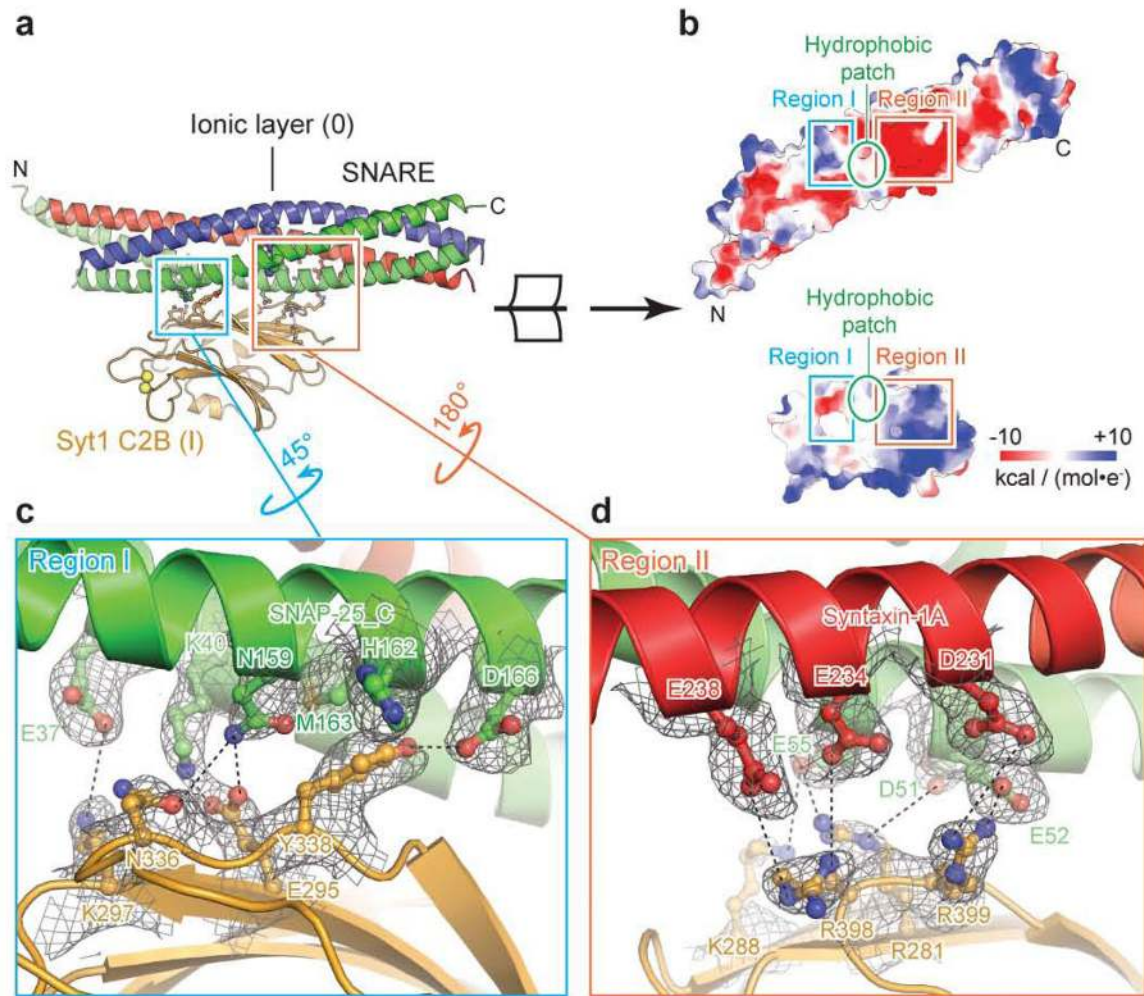 a
Ionic layer (0)
N
SNARE
C
Syt1 C2B (I)
45°
180°
b
Hydrophobic
patch
Region I
Region II
C
N
Hydrophobic
patch
Region I
Region II
-10
+10
kcal / (mol•e⁻)
c
Region I
SNAP-25_C
K40
N159
H162
D166
E37
M163
N336
Y338
E295
K297
d
Region II
Syntaxin-1A
E238
E234
D231
E55
D51
E52
K288
R398
R281
R399